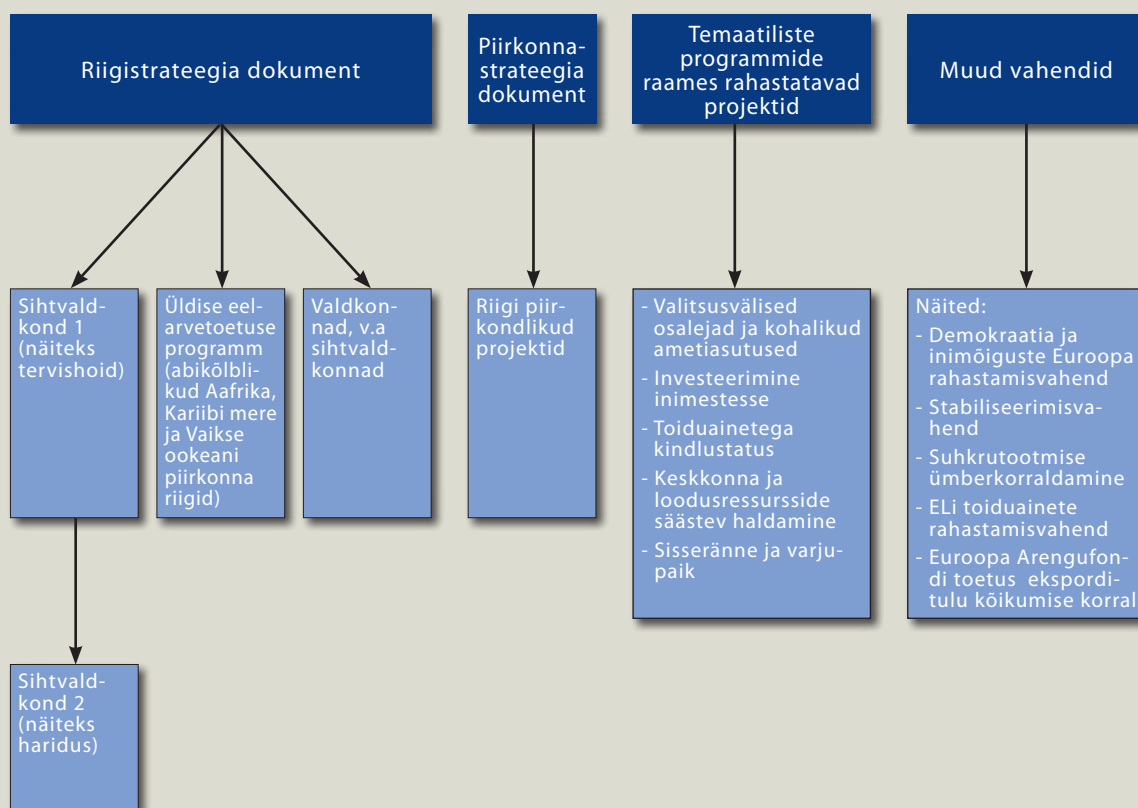 Riigistrateegia dokument
Piirkonna-
strateegia
dokument
Temaatiliste
programmide
raames rahastatavad
projektid
Muud vahendid
Sihtvald-
kond 1
(näiteks
tervishoid)
Üldise eel-
arvetoetuse
programm
(abikõlbli-
kud Aafrika,
Kariibi mere
ja Vaikse
ookeani
piirkonna
riigid)
Valdkon-
nad, v.a
sihtvald-
konnad
Riigi piir-
kondlikud
projektid
- Valitsusvälised
osalejad ja kohalikud
ametiasutused
- Investeerimine
inimestesse
- Toiduainetega
kindlustatus
- Keskkonna ja
loodusressursside
säästev haldamine
- Sisseränne ja varju-
paik
Näited:
- Demokraatia ja
inimõiguste Euroopa
rahastamisvahend
- Stabiliseerimisva-
hend
- Suhkrutootmise
ümberkorraldamine
- ELi toiduainete
rahastamisvahend
- Euroopa Arengufon-
di toetus ekspordi-
tulu kõikumise korral
Sihtvald-
kond 2
(näiteks
haridus)